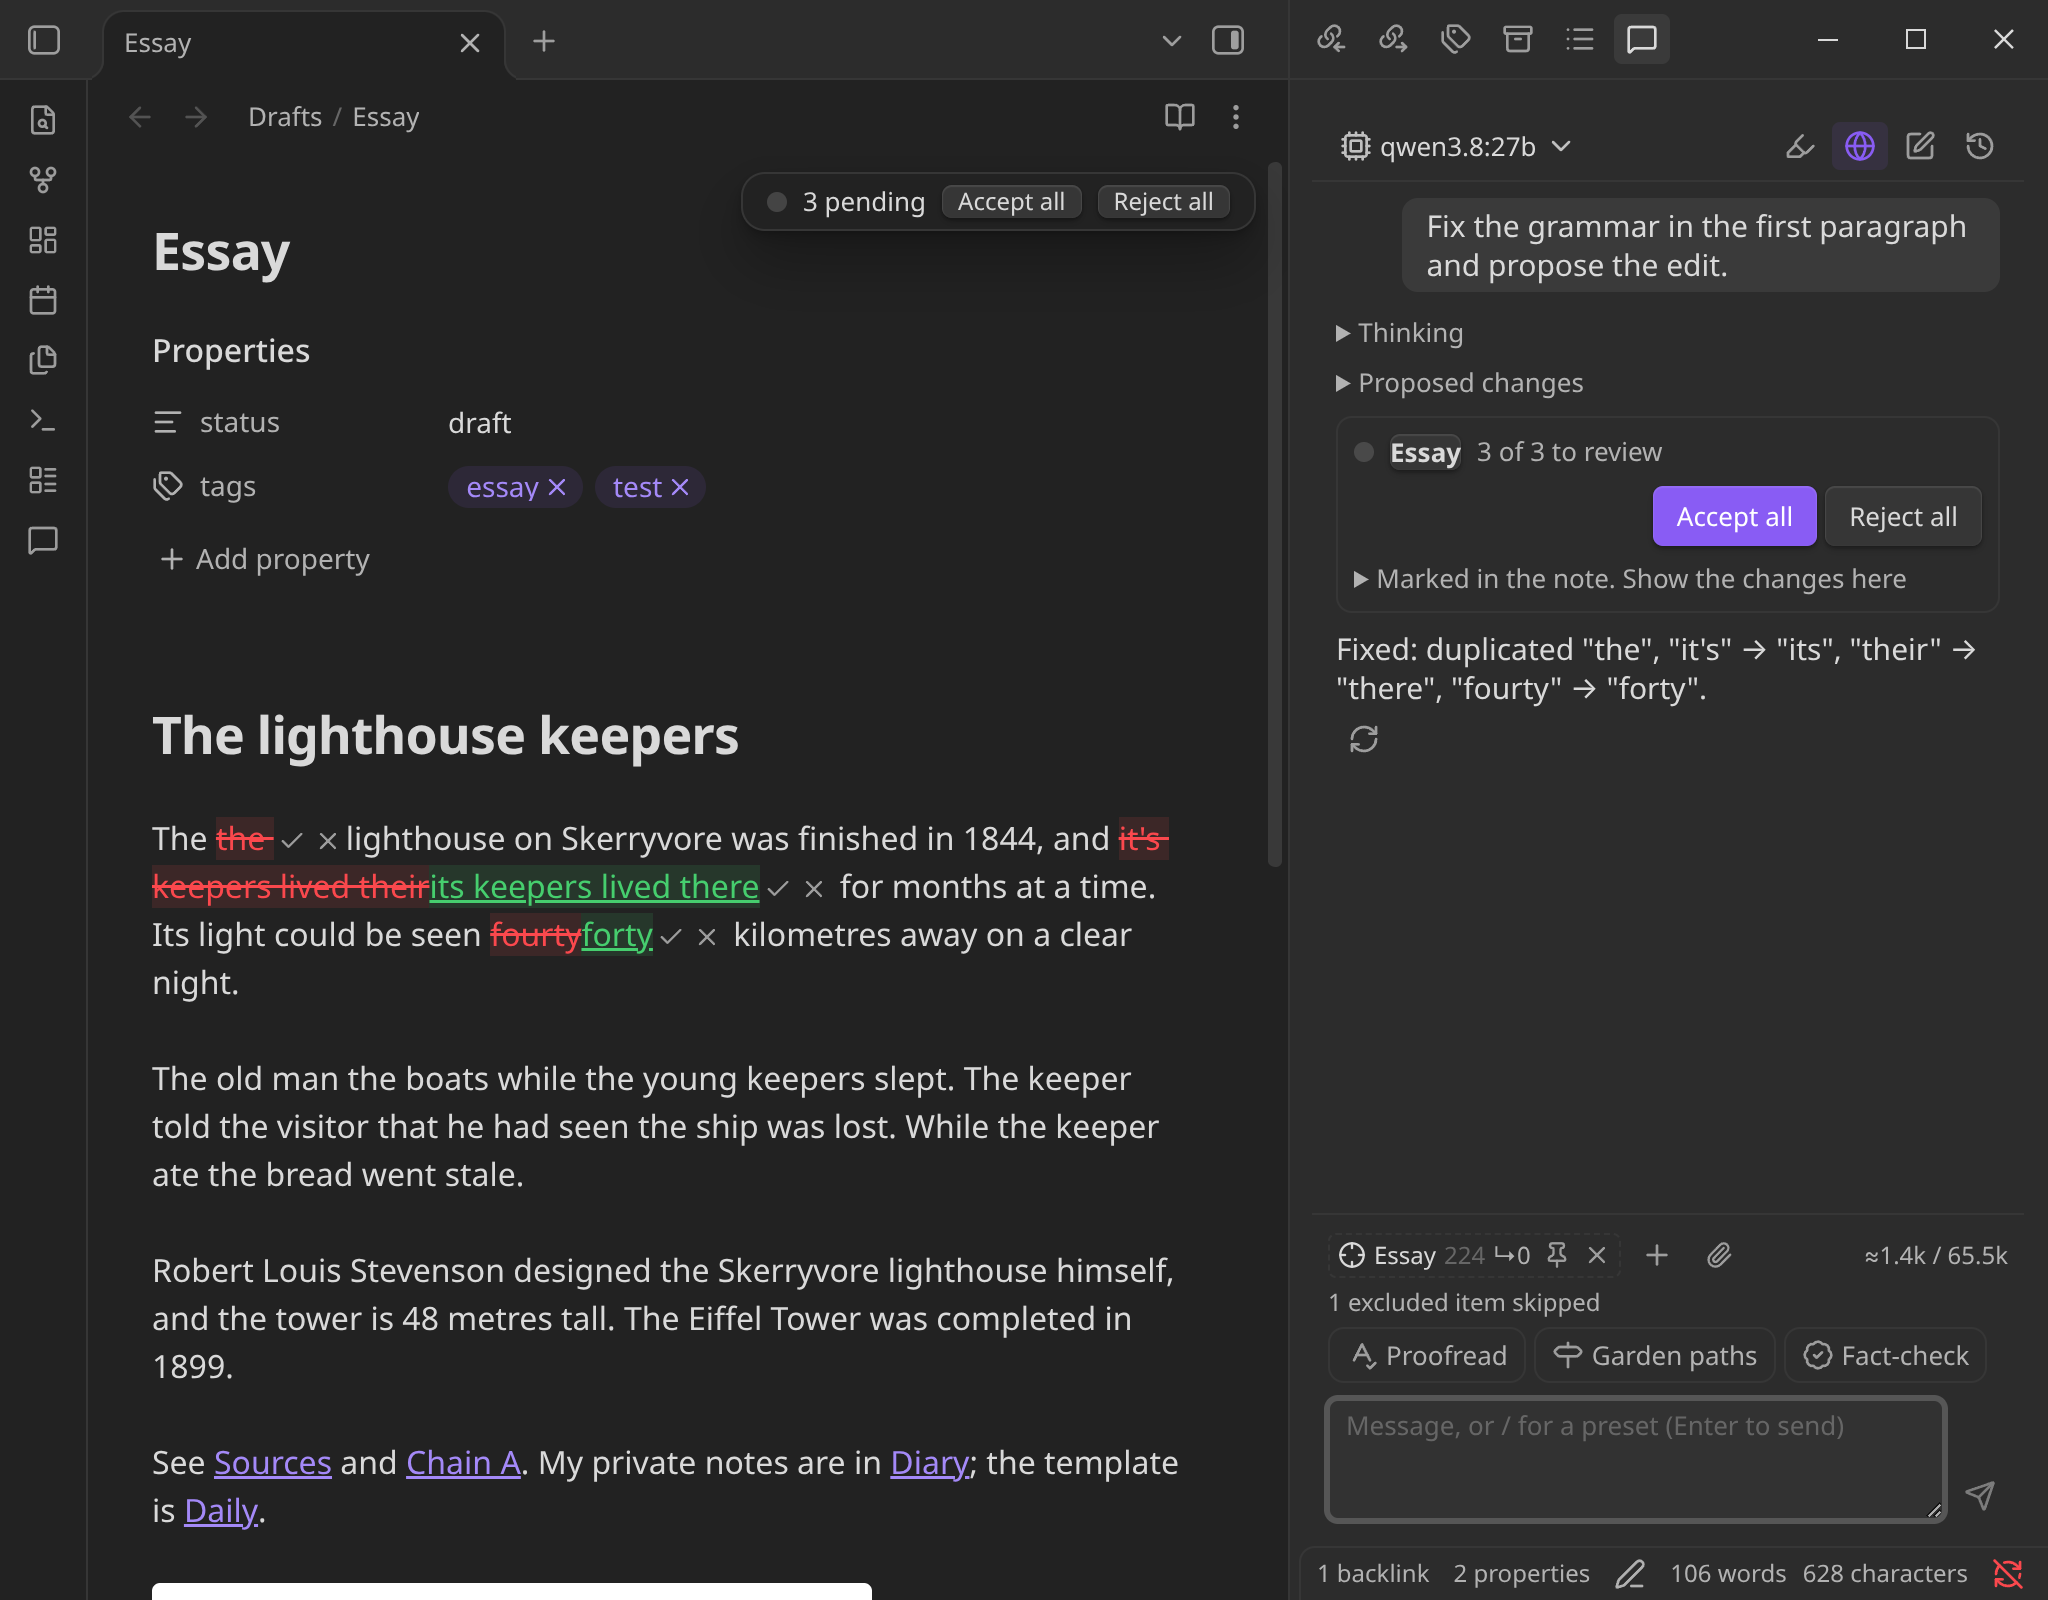 Essay
Drafts / Essay
3 pending Accept all Reject all
Essay
Properties
status draft
tags essay test
Add property
The lighthouse keepers
The the lighthouse on Skerryvore was finished in 1844, and it's
keepers lived theirits keepers lived there for months at a time.
Its light could be seen fourtyforty kilometres away on a clear
night.
The old man the boats while the young keepers slept. The keeper
told the visitor that he had seen the ship was lost. While the keeper
ate the bread went stale.
Robert Louis Stevenson designed the Skerryvore lighthouse himself,
and the tower is 48 metres tall. The Eiffel Tower was completed in
1899.
See Sources and Chain A. My private notes are in Diary; the template
is Daily.
qwen3.8:27b
Fix the grammar in the first paragraph
and propose the edit.
Thinking
Proposed changes
Essay 3 of 3 to review
Accept all Reject all
Marked in the note. Show the changes here
Fixed: duplicated "the", "it's" → "its", "their" →
"there", "fourty" → "forty".
Essay 224 ↳0 ≈1.4k / 65.5k
1 excluded item skipped
Proofread Garden paths Fact-check
Message, or / for a preset (Enter to send)
1 backlink 2 properties 106 words 628 characters